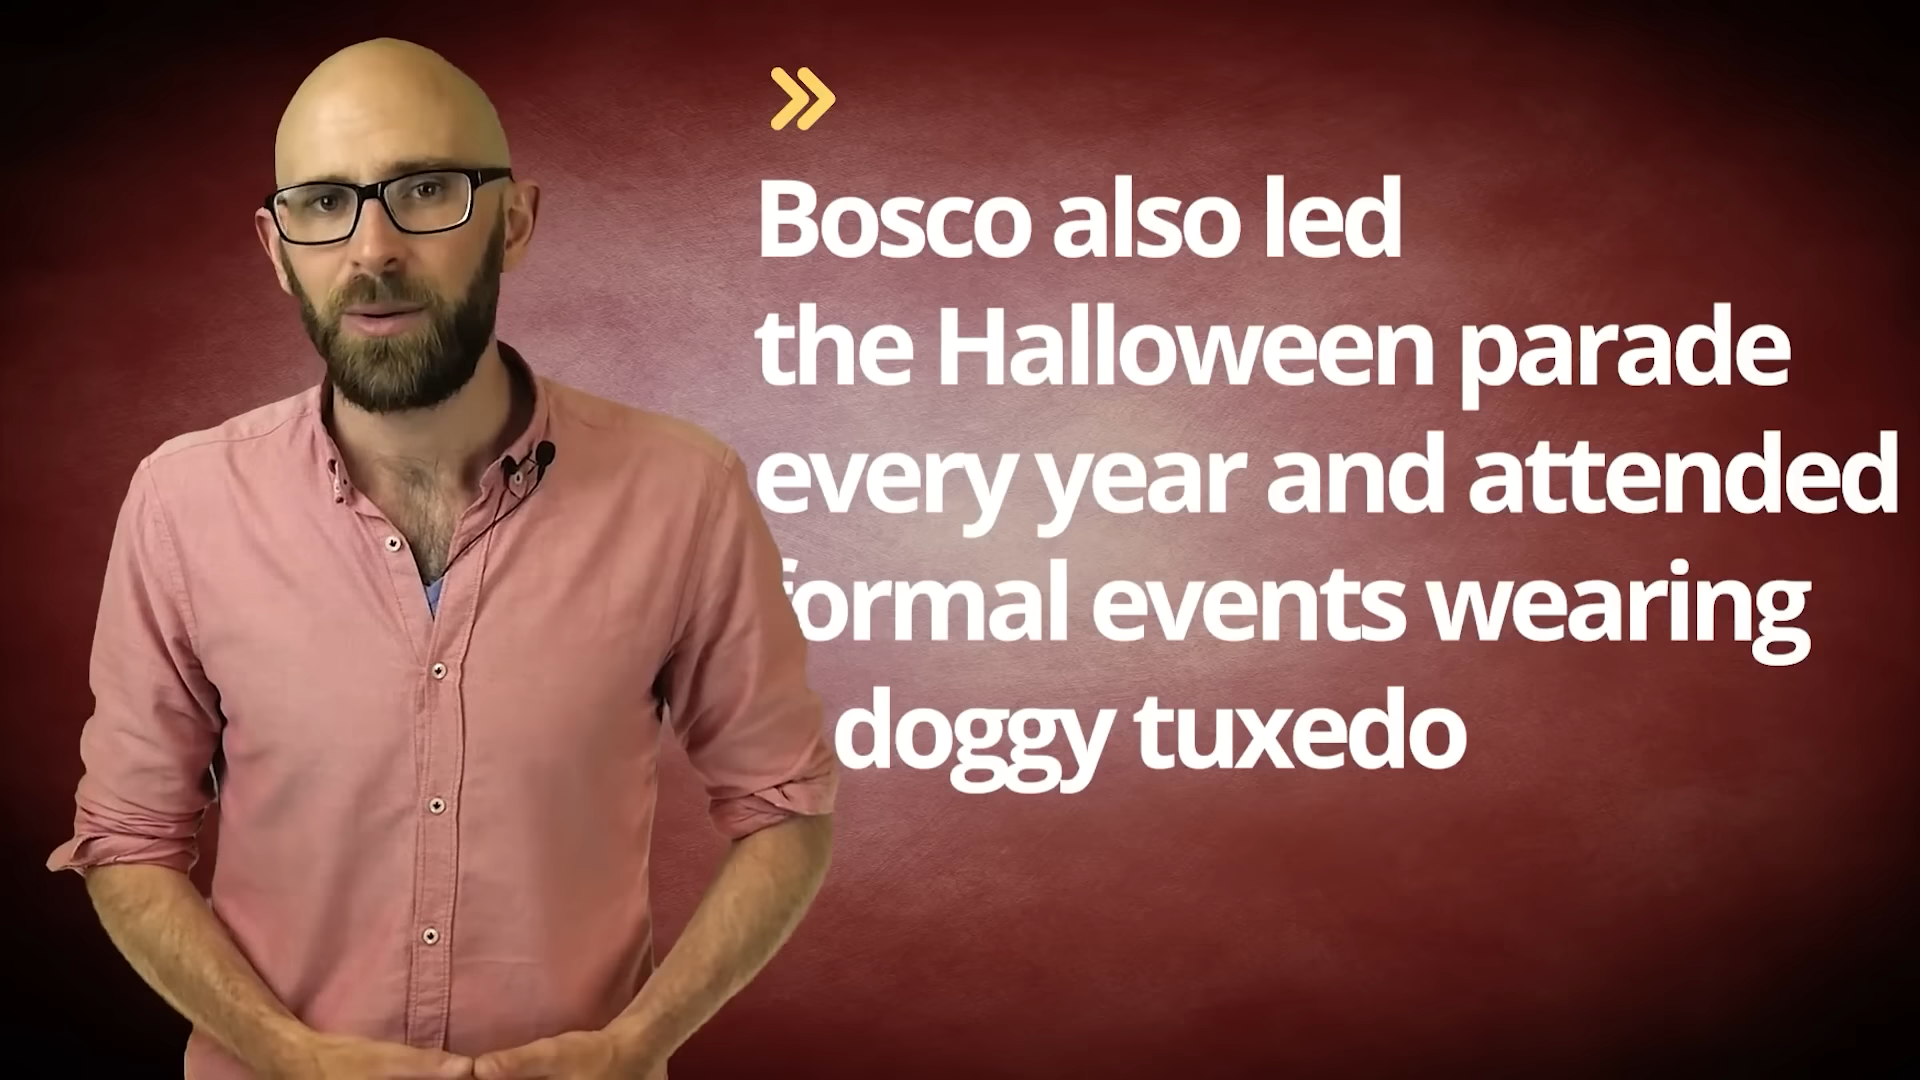 Bosco also led
the Halloween parade
every year and attended
formal events wearing
doggy tuxedo